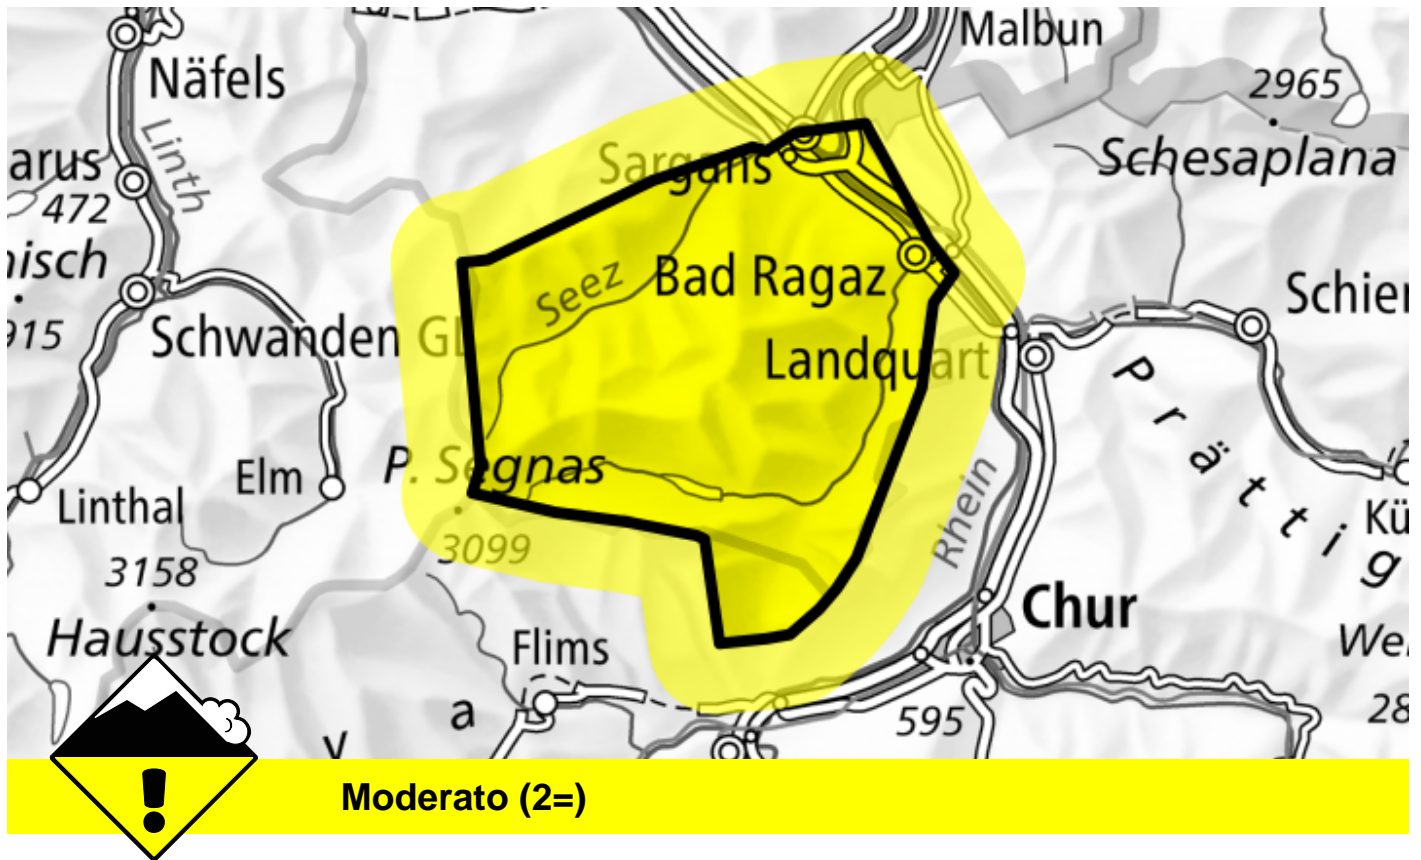 Malbun
Näfels
2965
Linth
arus
Sargans
Schesaplana
472
nisch
Seez
Bad Ragaz
Schier
915
Schwanden GL
Landquart
Prättig
P. Segnas
Elm
Linthal
Rhein
Kü
3099
3158
Chur
Hausstock
Flims
We
a
595
28
v
Moderato (2=)